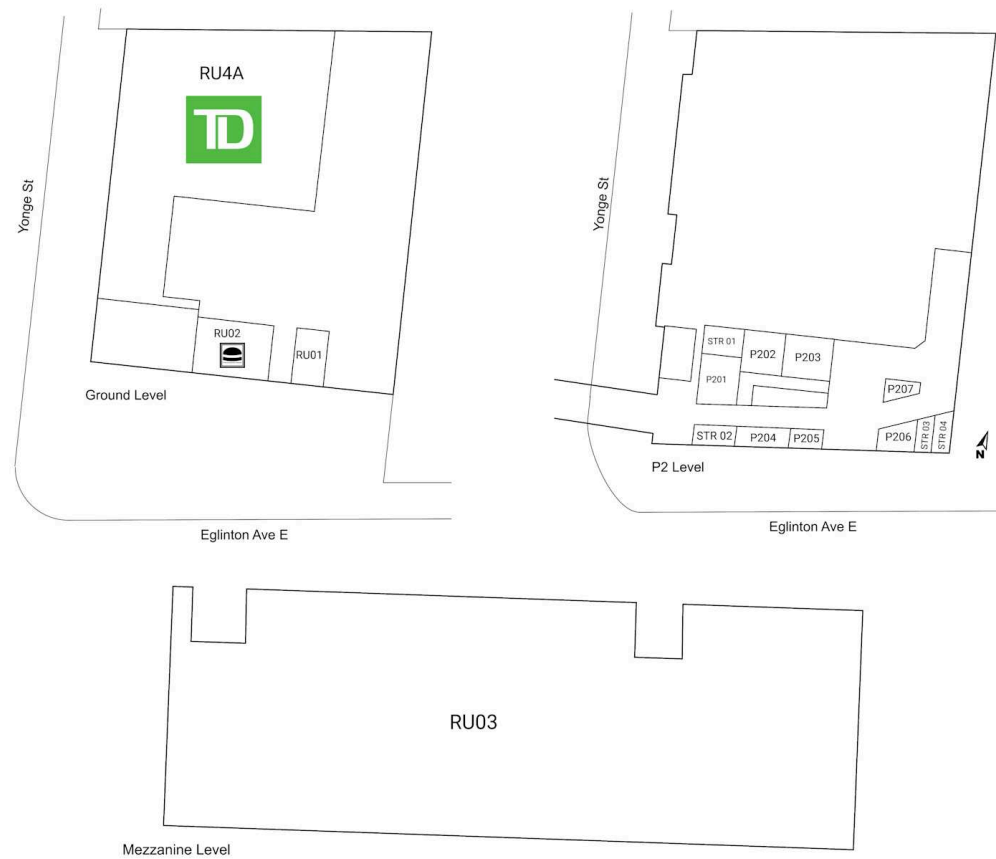 RU4A
TD
Yonge St
RU02
RU01
Ground Level
Eglinton Ave E
Yonge St
STR 01
P202
P203
P201
P207
STR 02
P204
P205
P206
STR 03
STR 04
N
P2 Level
Eglinton Ave E
RU03
Mezzanine Level